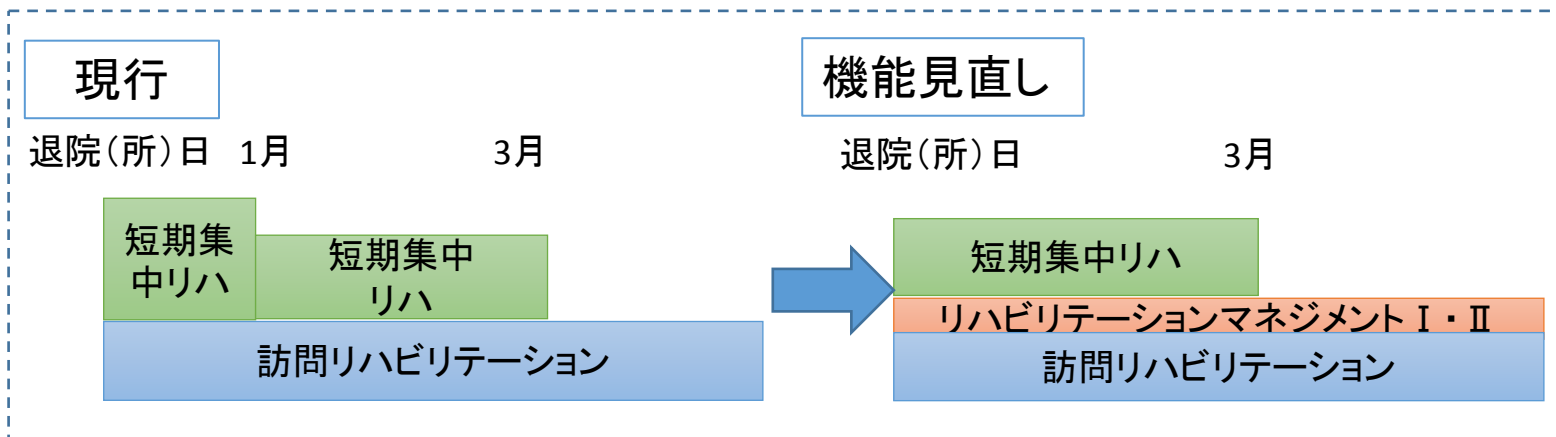 現行
退院(所)日 1月 3月
短期集
中リハ
短期集中
リハ
訪問リハビリテーション
機能見直し
退院(所)日 3月
短期集中リハ
リハビリテーションマネジメントⅠ・Ⅱ
訪問リハビリテーション